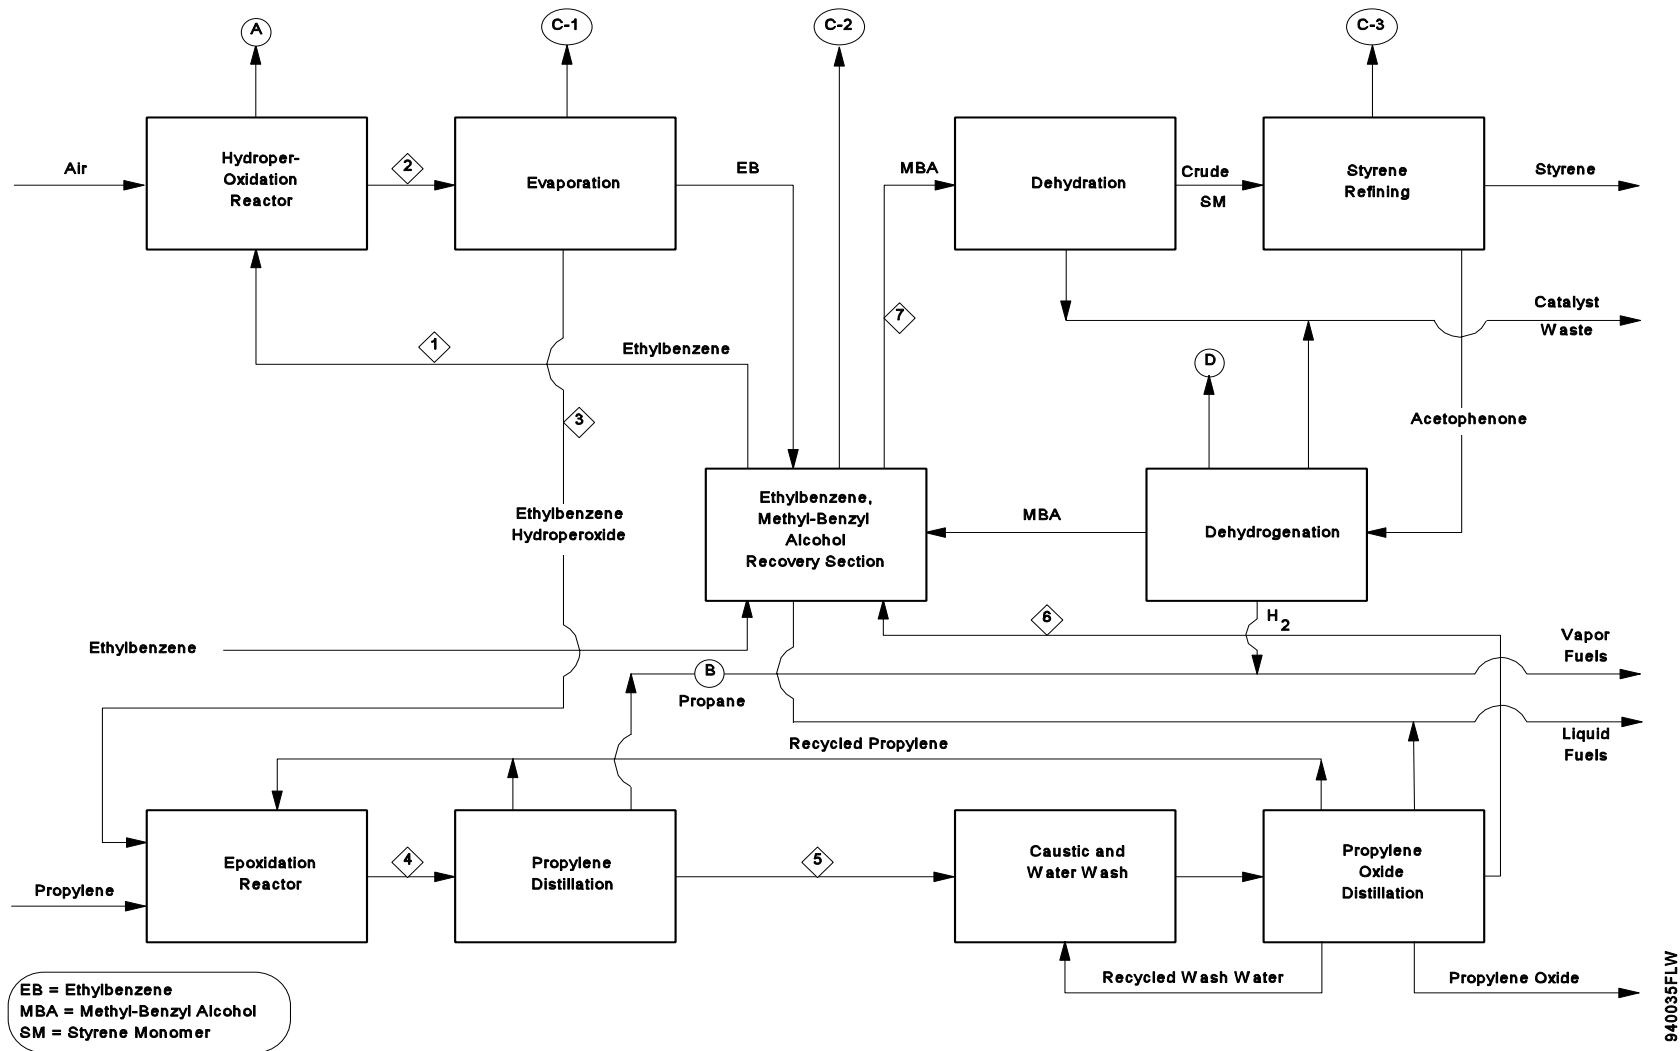 A
C-1
C-2
C-3
Air
Hydroper-
Oxidation
Reactor
2
Evaporation
EB
MBA
Dehydration
Crude
SM
Styrene
Refining
Styrene
1
Ethylbenzene
7
Catalyst
Waste
D
3
Acetophenone
Ethylbenzene
Hydroperoxide
Ethylbenzene,
Methyl-Benzyl
Alcohol
Recovery Section
MBA
Dehydrogenation
H2
6
Ethylbenzene
B
Propane
Vapor
Fuels
Recycled Propylene
Liquid
Fuels
Propylene
Epoxidation
Reactor
4
Propylene
Distillation
5
Caustic and
Water Wash
Propylene
Oxide
Distillation
Recycled Wash Water
Propylene Oxide
EB = Ethylbenzene
MBA = Methyl-Benzyl Alcohol
SM = Styrene Monomer
940035FLW